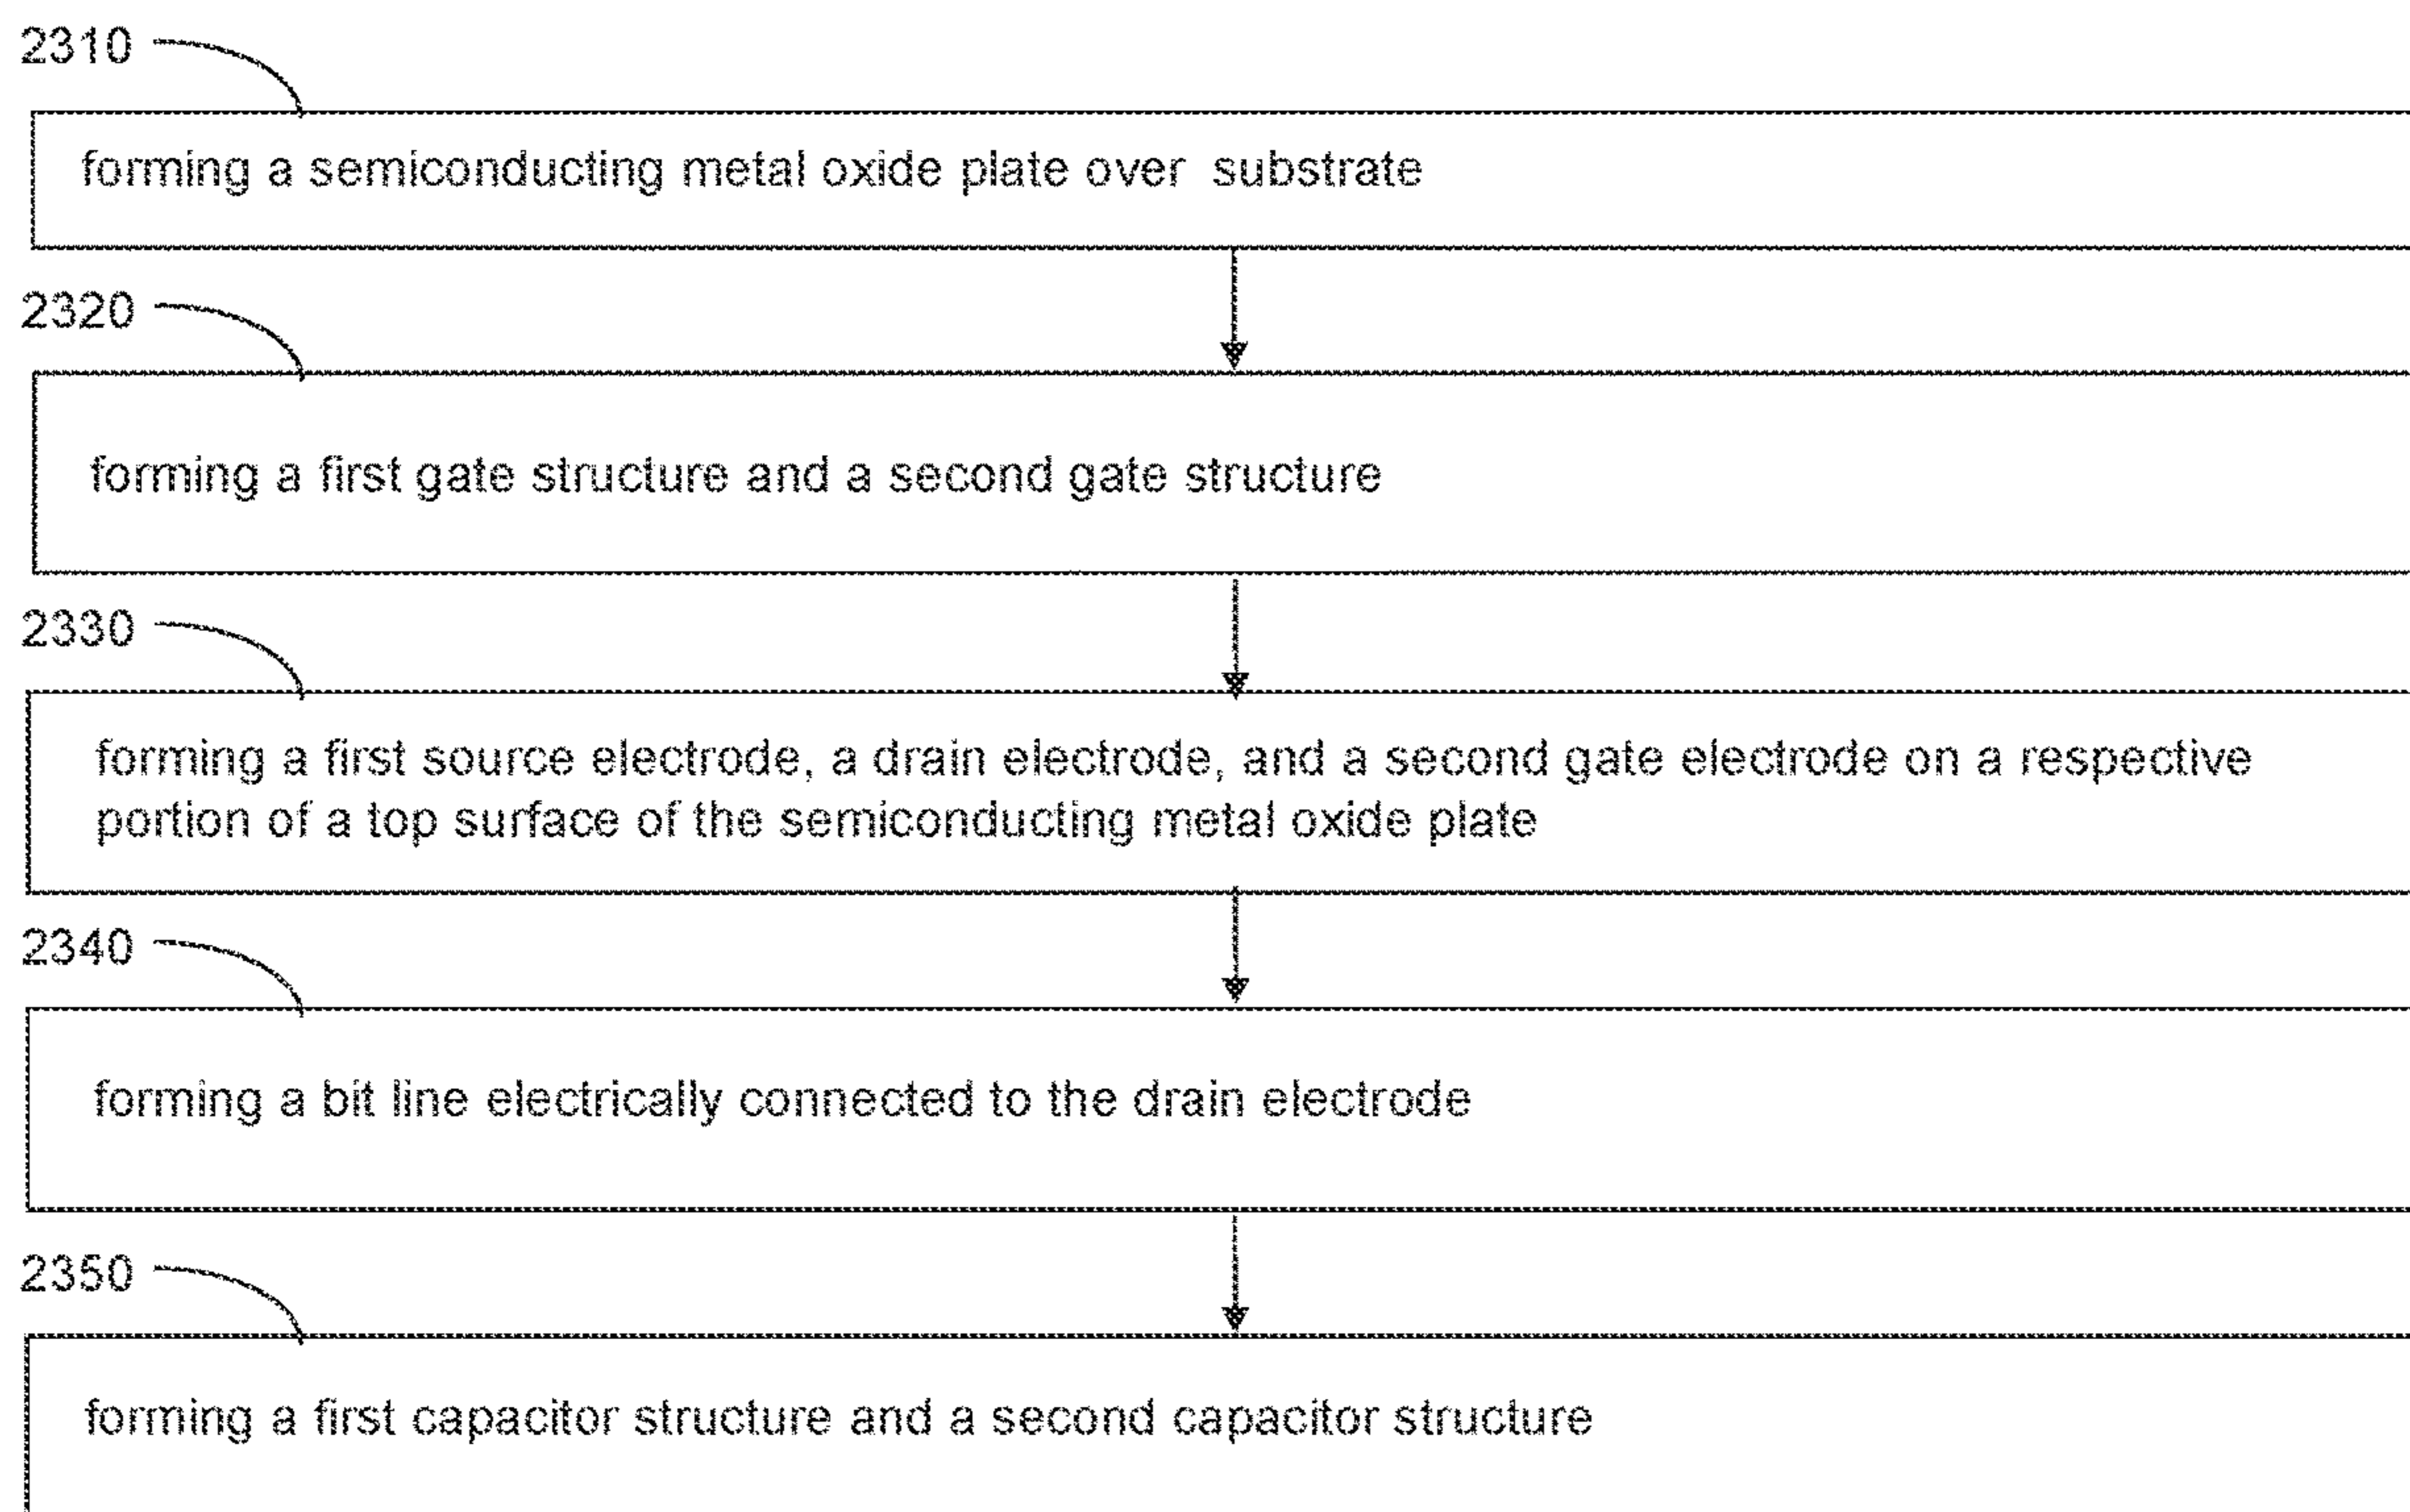 2310
forming a semiconducting metal oxide plate over substrate
2320
forming a first gate structure and a second gate structure
2330
forming a first source electrode, a drain electrode, and a second gate electrode on a respective
portion of a top surface of the semiconducting metal oxide plate
2340
forming a bit line electrically connected to the drain electrode
2350
forming a first capacitor structure and a second capacitor structure